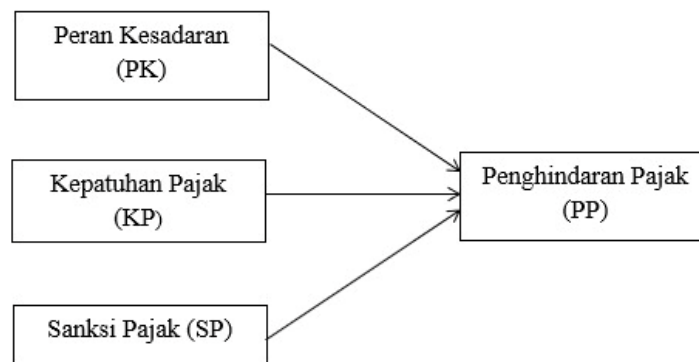 Peran Kesadaran
(PK)
Kepatuhan Pajak
(KP)
Sanksi Pajak (SP)
Penghindaran Pajak
(PP)